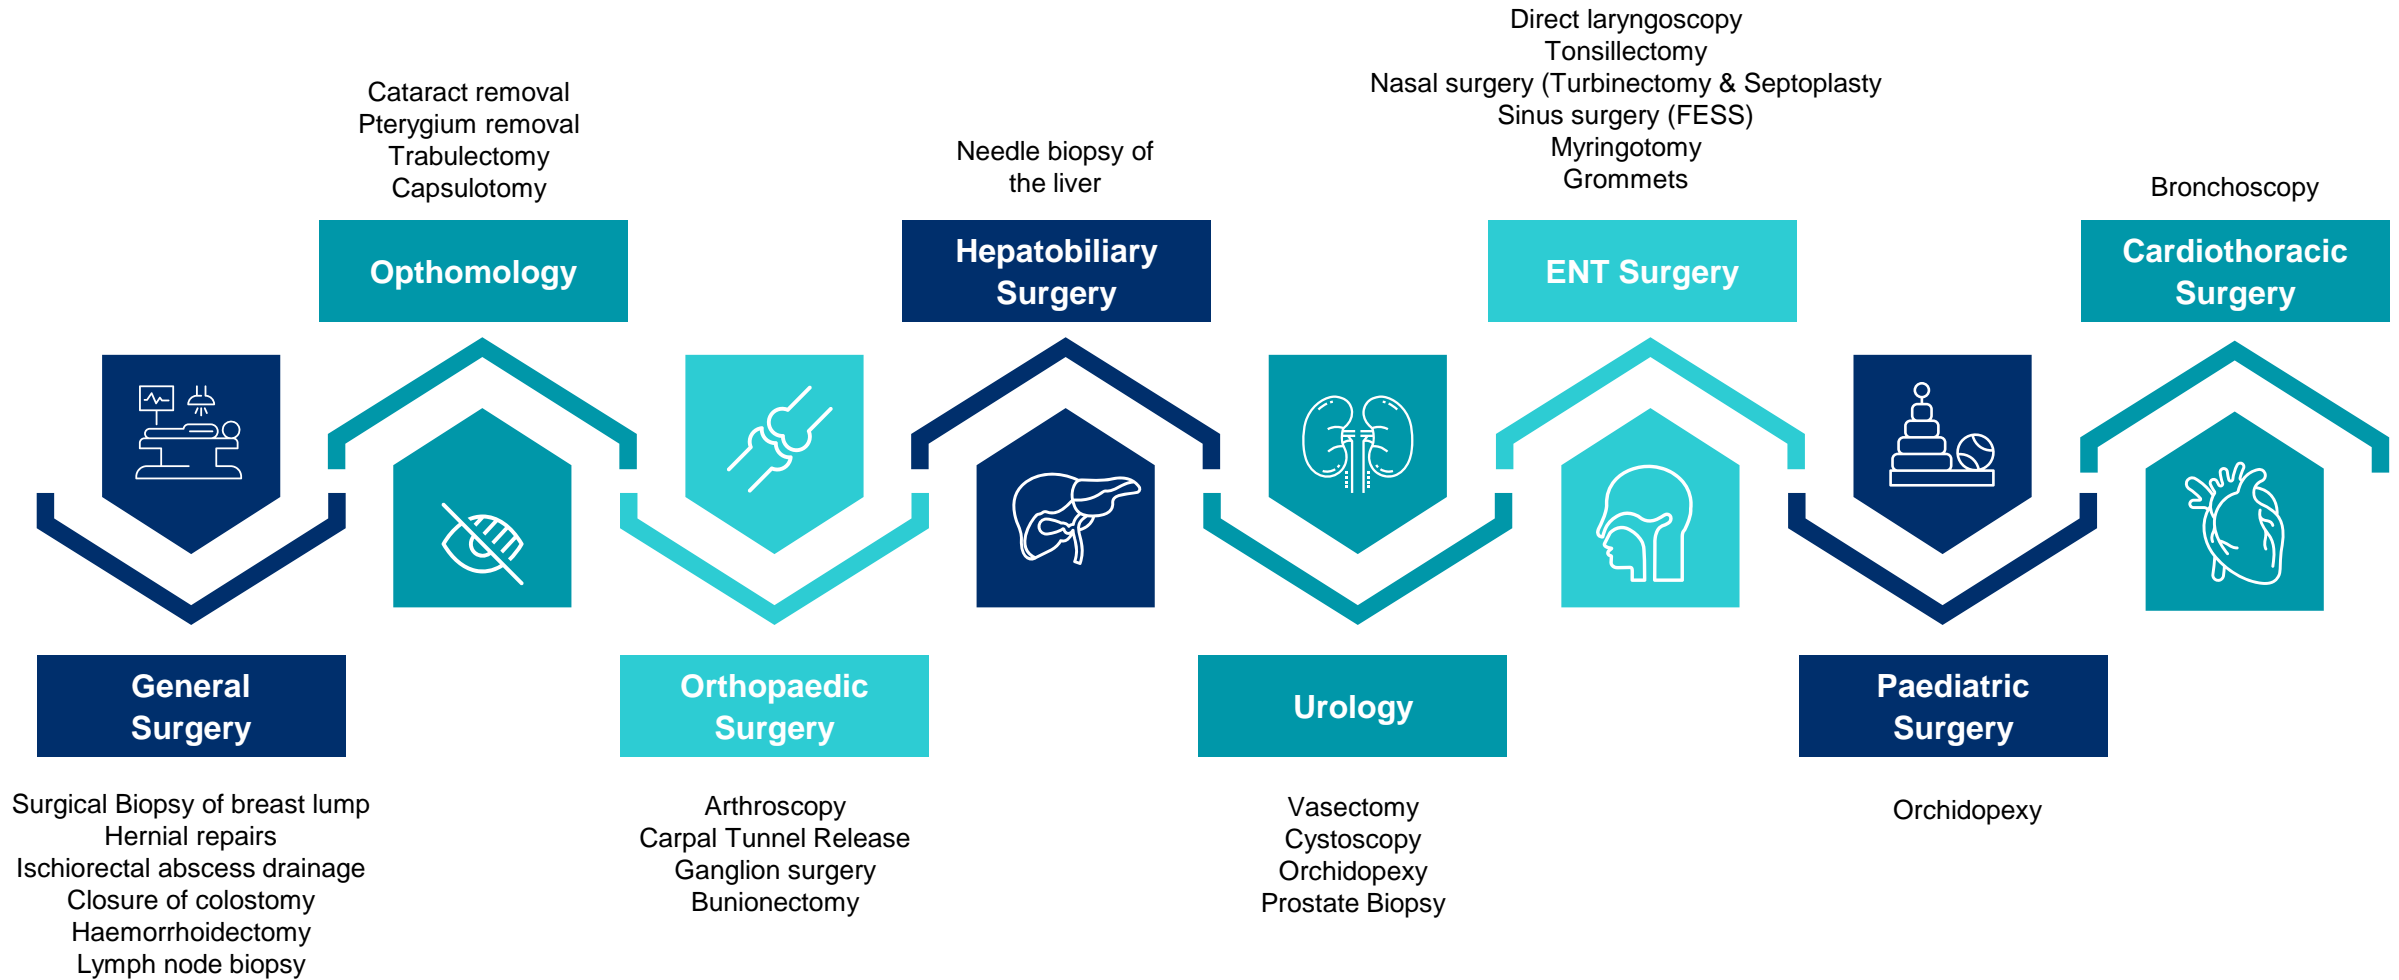 Direct laryngoscopy
Tonsillectomy
Nasal surgery (Turbinectomy & Septoplasty
Sinus surgery (FESS)
Myringotomy
Grommets
Cataract removal
Pterygium removal
Trabulectomy
Capsulotomy
Needle biopsy of
the liver
Bronchoscopy
Opthomology
Hepatobiliary
Surgery
ENT Surgery
Cardiothoracic
Surgery
General
Surgery
Orthopaedic
Surgery
Urology
Paediatric
Surgery
Surgical Biopsy of breast lump
Hernial repairs
Ischiorectal abscess drainage
Closure of colostomy
Haemorrhoidectomy
Lymph node biopsy
Arthroscopy
Carpal Tunnel Release
Ganglion surgery
Bunionectomy
Vasectomy
Cystoscopy
Orchidopexy
Prostate Biopsy
Orchidopexy